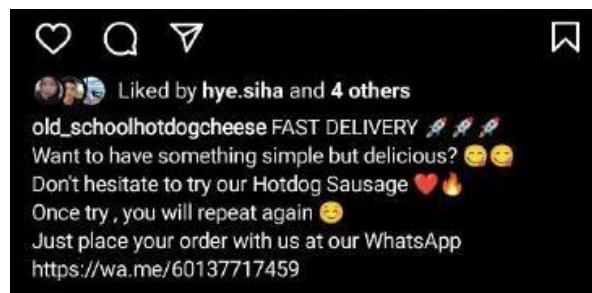 Liked by hye.siha and 4 others
old_schoolhotdogcheese FAST DELIVERY 🚀🚀🚀
Want to have something simple but delicious? 😋😋
Don't hesitate to try our Hotdog Sausage ❤️🔥
Once try , you will repeat again ☺️
Just place your order with us at our WhatsApp
https://wa.me/60137717459